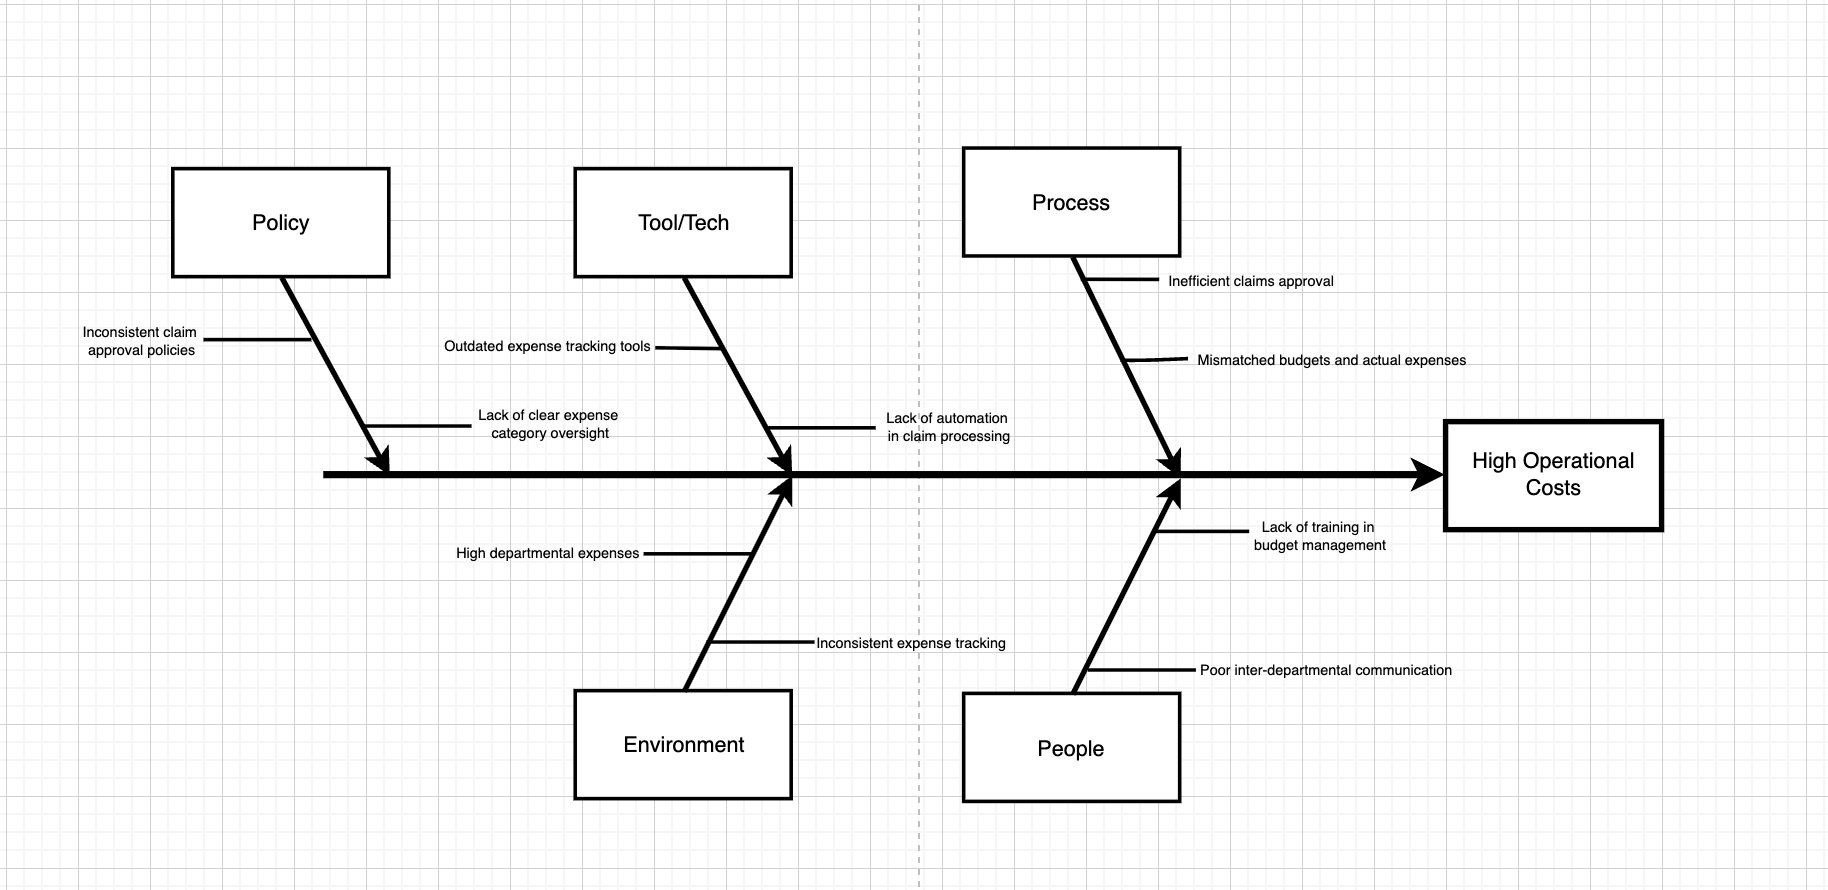 Policy
Tool/Tech
Process
Inefficient claims approval
Inconsistent claim
approval policies
Outdated expense tracking tools
Mismatched budgets and actual expenses
Lack of clear expense
category oversight
Lack of automation
in claim processing
High Operational
Costs
High departmental expenses
Lack of training in
budget management
Inconsistent expense tracking
Poor inter-departmental communication
Environment
People